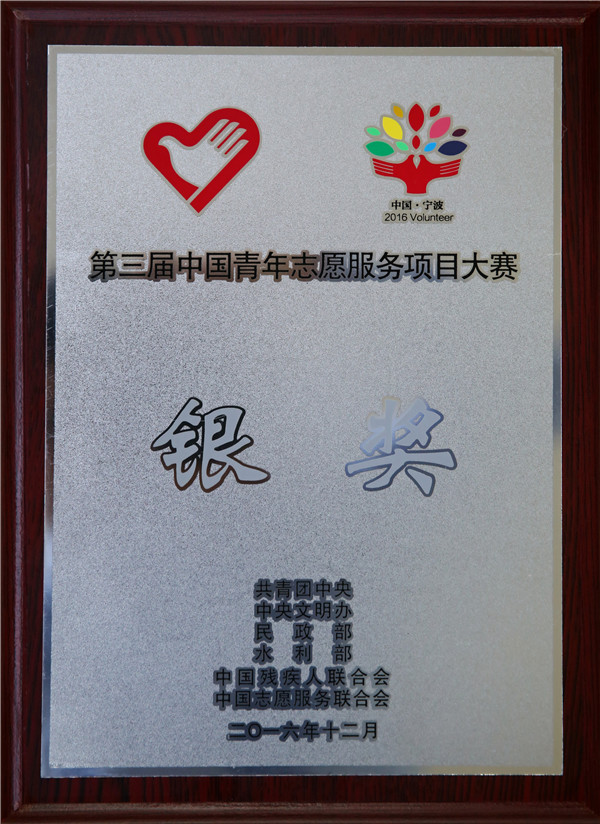 中国·宁波
2016 Volunteer
第三届中国青年志愿服务项目大赛
银 奖
共青团中央
中央文明办
民政部
水利部
中国残疾人联合会
中国志愿服务联合会
二〇一六年十二月